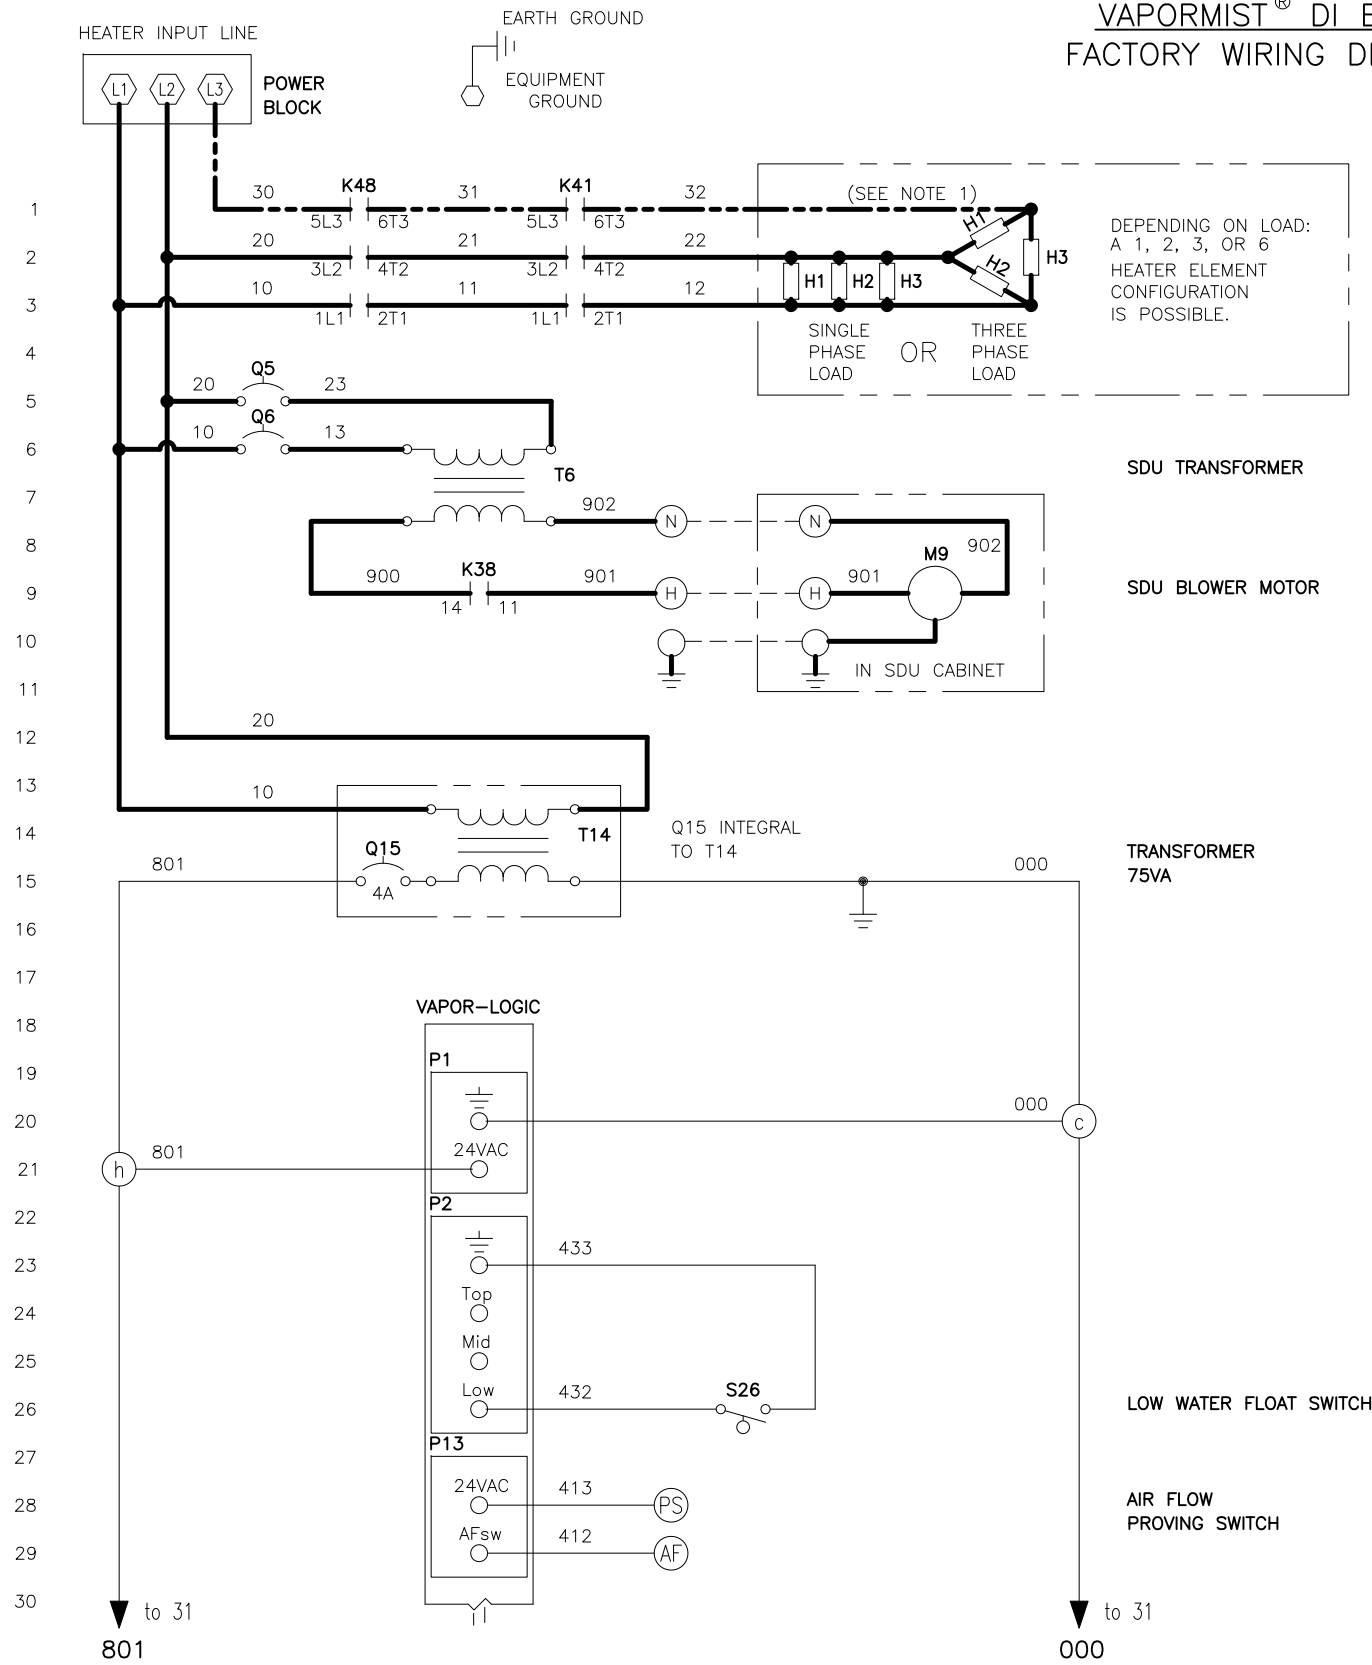 VAPORMIST® DI E
FACTORY WIRING DI
EARTH GROUND
HEATER INPUT LINE
L1 L2 L3
POWER
BLOCK
EQUIPMENT
GROUND
1
30 K48 31 K41 32 (SEE NOTE 1)
5L3 6T3 5L3 6T3
H1
2
20 21 22
3L2 4T2 3L2 4T2
H2 H3
H1 H2 H3
3
10 11 12
1L1 2T1 1L1 2T1
DEPENDING ON LOAD:
A 1, 2, 3, OR 6
HEATER ELEMENT
CONFIGURATION
IS POSSIBLE.
SINGLE
PHASE
LOAD
OR
THREE
PHASE
LOAD
4
5
20 Q5 23
6
10 Q6 13
T6
SDU TRANSFORMER
7
902 N N
8
902
M9
9
900 K38 901 H H 901
14 11
SDU BLOWER MOTOR
10
IN SDU CABINET
11
12
20
13
10
14
T14
Q15 INTEGRAL
TO T14
Q15
4A
15
801 000
TRANSFORMER
75VA
16
17
VAPOR-LOGIC
18
19
P1
20
000 c
24VAC
21
h 801
22
P2
23
433
Top
24
Mid
25
Low
26
432 S26
LOW WATER FLOAT SWITCH
27
P13
24VAC
28
413 PS
AIR FLOW
PROVING SWITCH
AFsw
29
412 AF
30
to 31 to 31
801 000